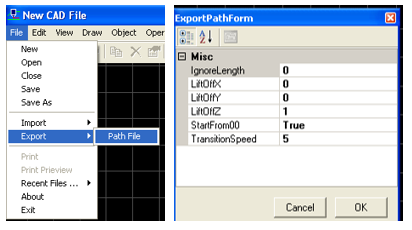 New CAD File
File Edit View Draw Object Oper
New
Open
Close
Save
Save As
Import
Export
Path File
Print
Print Prieview
Recent Files ...
About
Exit
ExportPathForm
Misc
IgnoreLength 0
LiftOffX 0
LiftOffY 0
LiftOffZ 1
StartFrom00 True
TransitionSpeed 5
Cancel OK